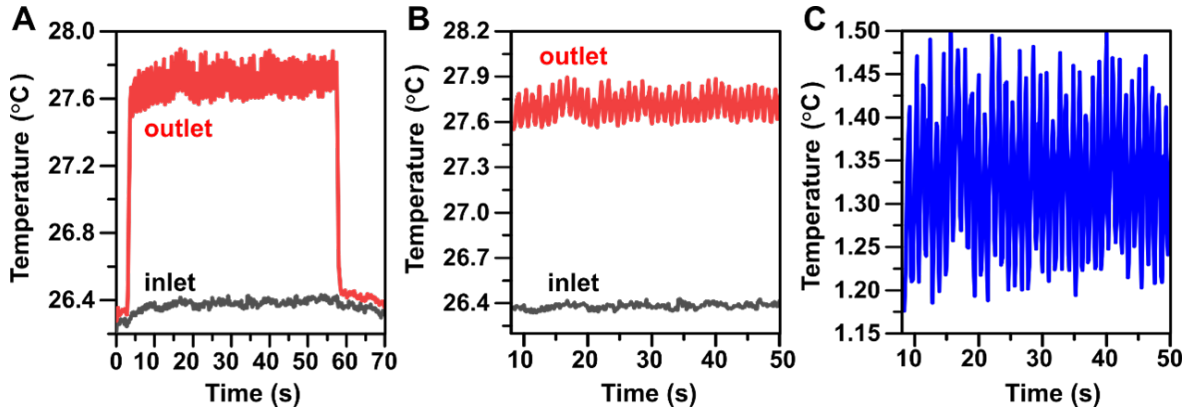 A
Temperature (°C)
28.0
27.6
27.2
26.8
26.4
outlet
inlet
0 10 20 30 40 50 60 70
Time (s)
B
Temperature (°C)
28.2
27.9
27.6
27.3
27.0
26.7
26.4
outlet
inlet
10 20 30 40 50
Time (s)
C
Temperature (°C)
1.50
1.45
1.40
1.35
1.30
1.25
1.20
1.15
10 20 30 40 50
Time (s)